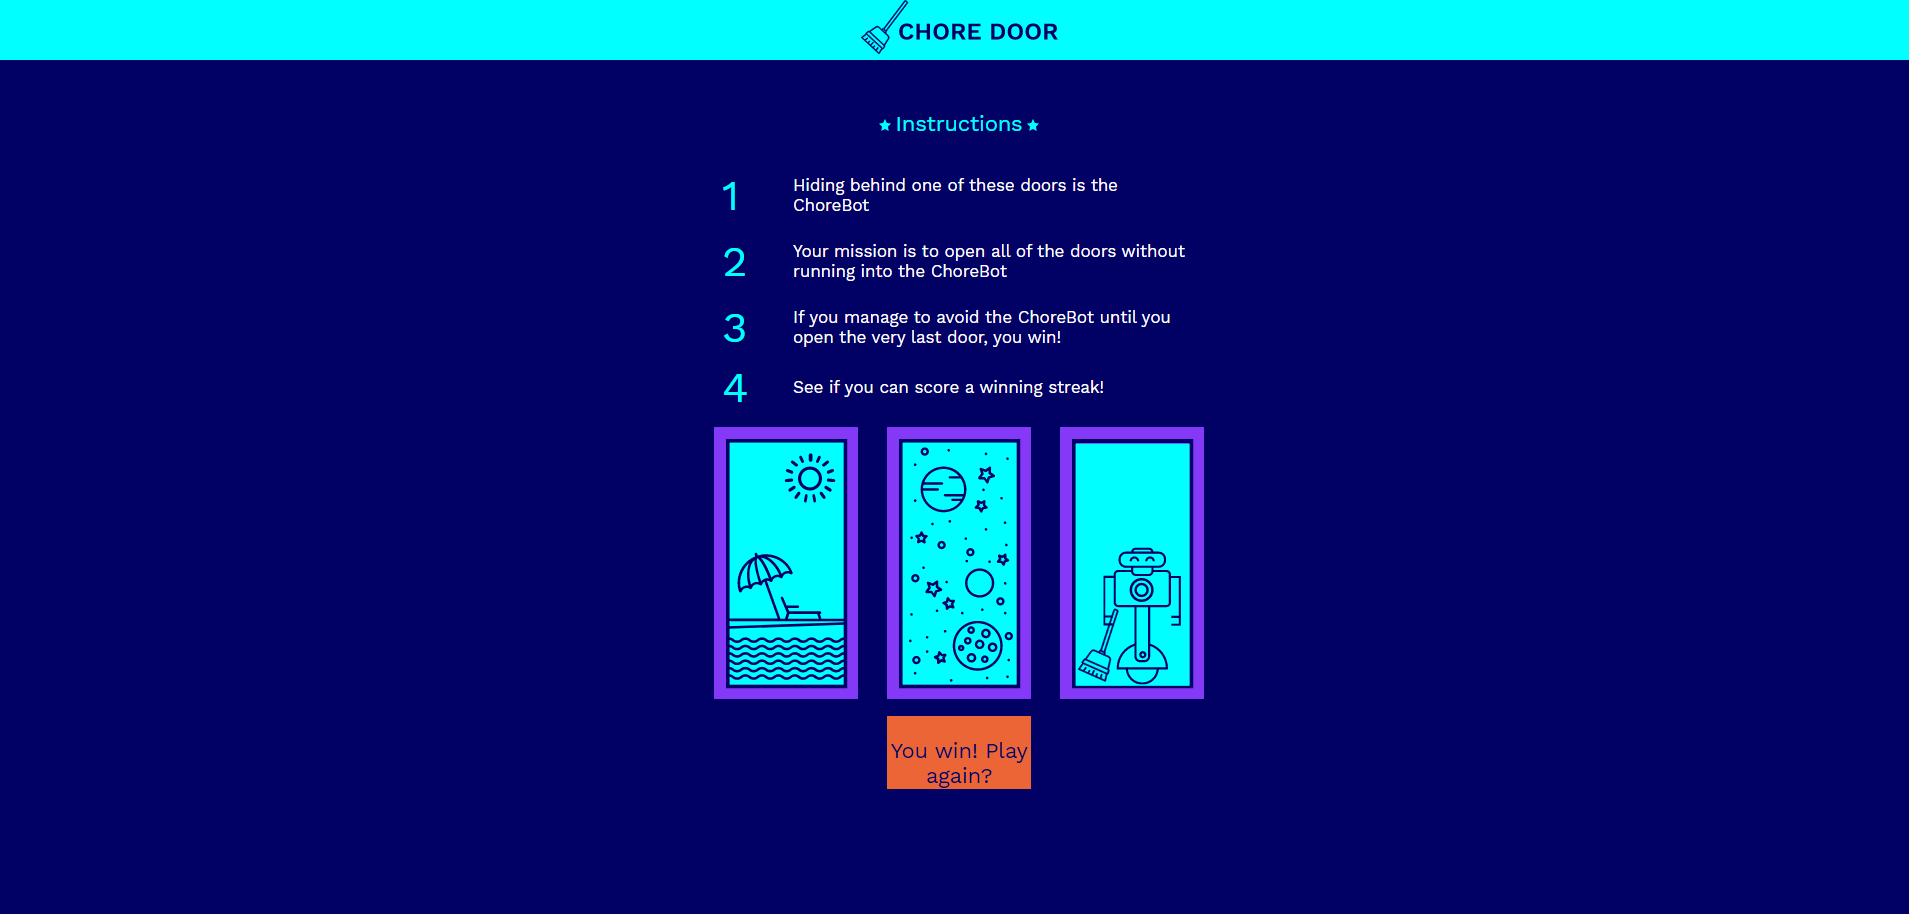 CHORE DOOR
Instructions
1
Hiding behind one of these doors is the
ChoreBot
2
Your mission is to open all of the doors without
running into the ChoreBot
3
If you manage to avoid the ChoreBot until you
open the very last door, you win!
4
See if you can score a winning streak!
You win! Play
again?